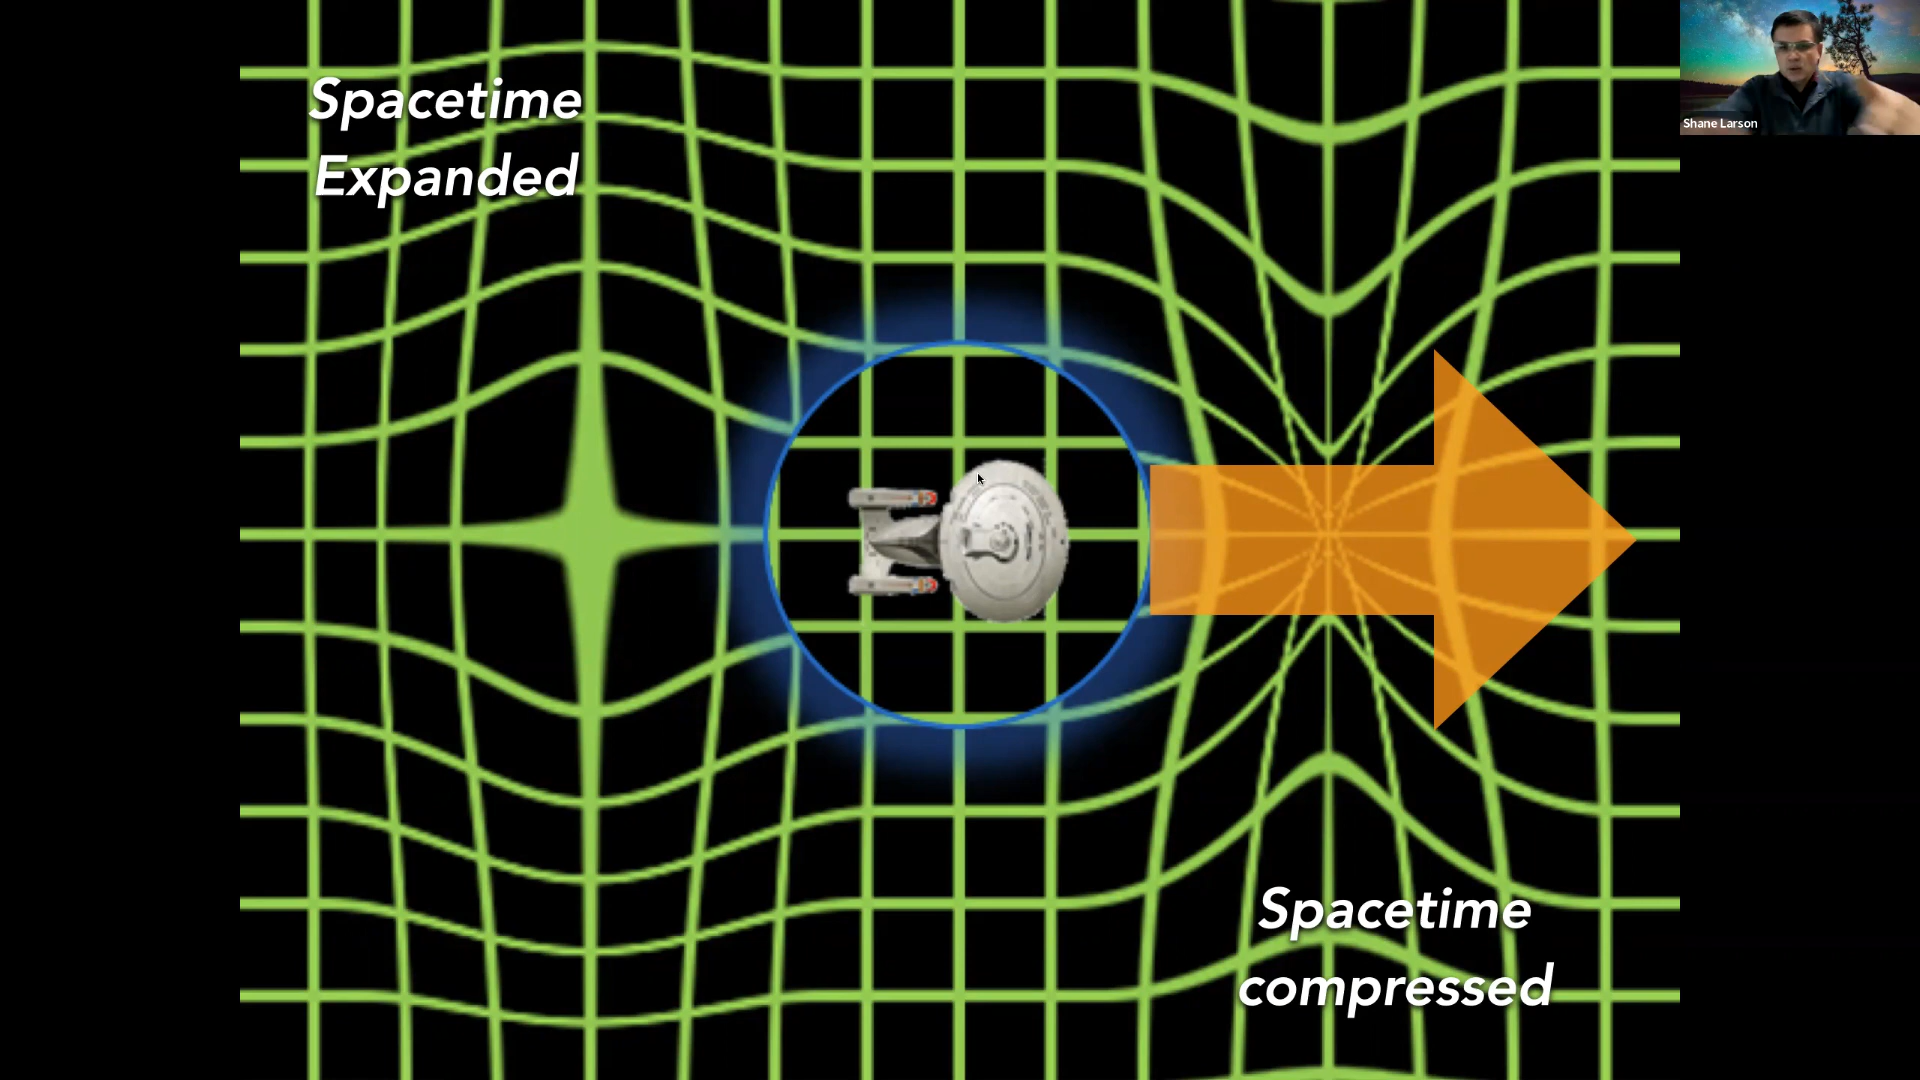 Spacetime
Expanded
Shane Larson
Spacetime
compressed